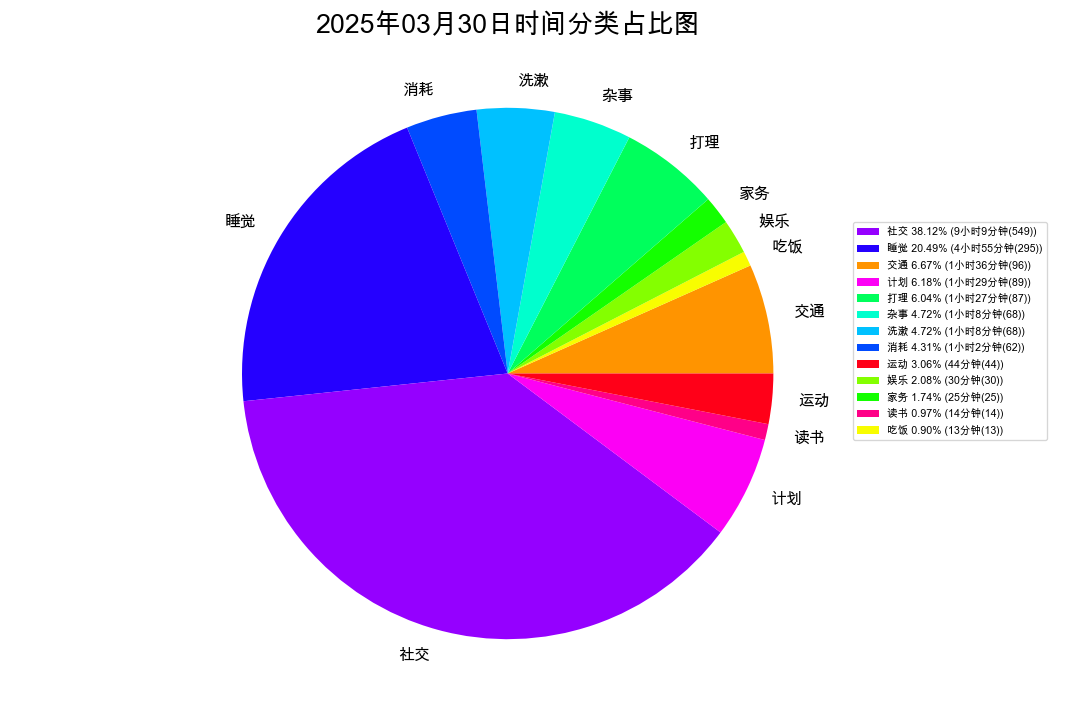 2025年03月30日时间分类占比图
洗漱
消耗
杂事
打理
家务
睡觉
娱乐
吃饭
交通
运动
读书
计划
社交
社交 38.12% (9小时9分钟(549))
睡觉 20.49% (4小时55分钟(295))
交通 6.67% (1小时36分钟(96))
计划 6.18% (1小时29分钟(89))
打理 6.04% (1小时27分钟(87))
杂事 4.72% (1小时8分钟(68))
洗漱 4.72% (1小时8分钟(68))
消耗 4.31% (1小时2分钟(62))
运动 3.06% (44分钟(44))
娱乐 2.08% (30分钟(30))
家务 1.74% (25分钟(25))
读书 0.97% (14分钟(14))
吃饭 0.90% (13分钟(13))